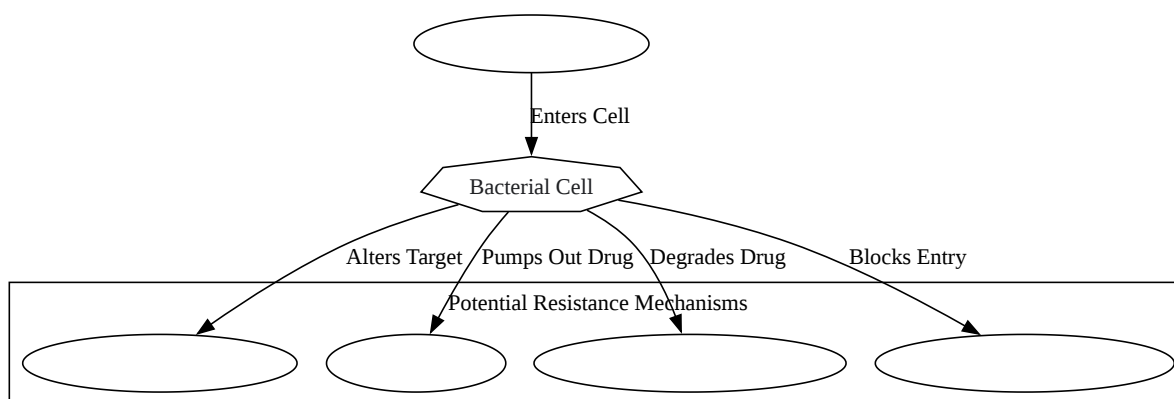 Enters Cell
Bacterial Cell
Alters Target
Pumps Out Drug
Degrades Drug
Blocks Entry
Potential Resistance Mechanisms